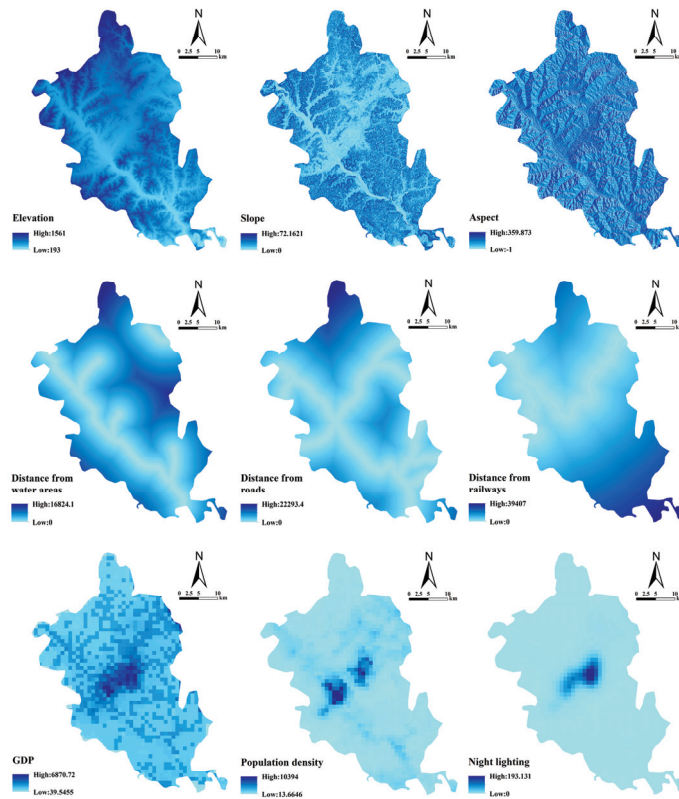 N
0 2.5 5 10
km
Elevation
High:1561
Low:193
N
0 2.5 5 10
km
Slope
High:72.1621
Low:0
N
0 2.5 5 10
km
Aspect
High:359.873
Low:-1
N
0 2.5 5 10
km
Distance from
water areas
High:16824.1
Low:0
N
0 2.5 5 10
km
Distance from
roads
High:22293.4
Low:0
N
0 2.5 5 10
km
Distance from
railways
High:39407
Low:0
N
0 2.5 5 10
km
GDP
High:6870.72
Low:39.5455
N
0 2.5 5 10
km
Population density
High:10394
Low:13.6646
N
0 2.5 5 10
km
Night lighting
High:193.131
Low:0